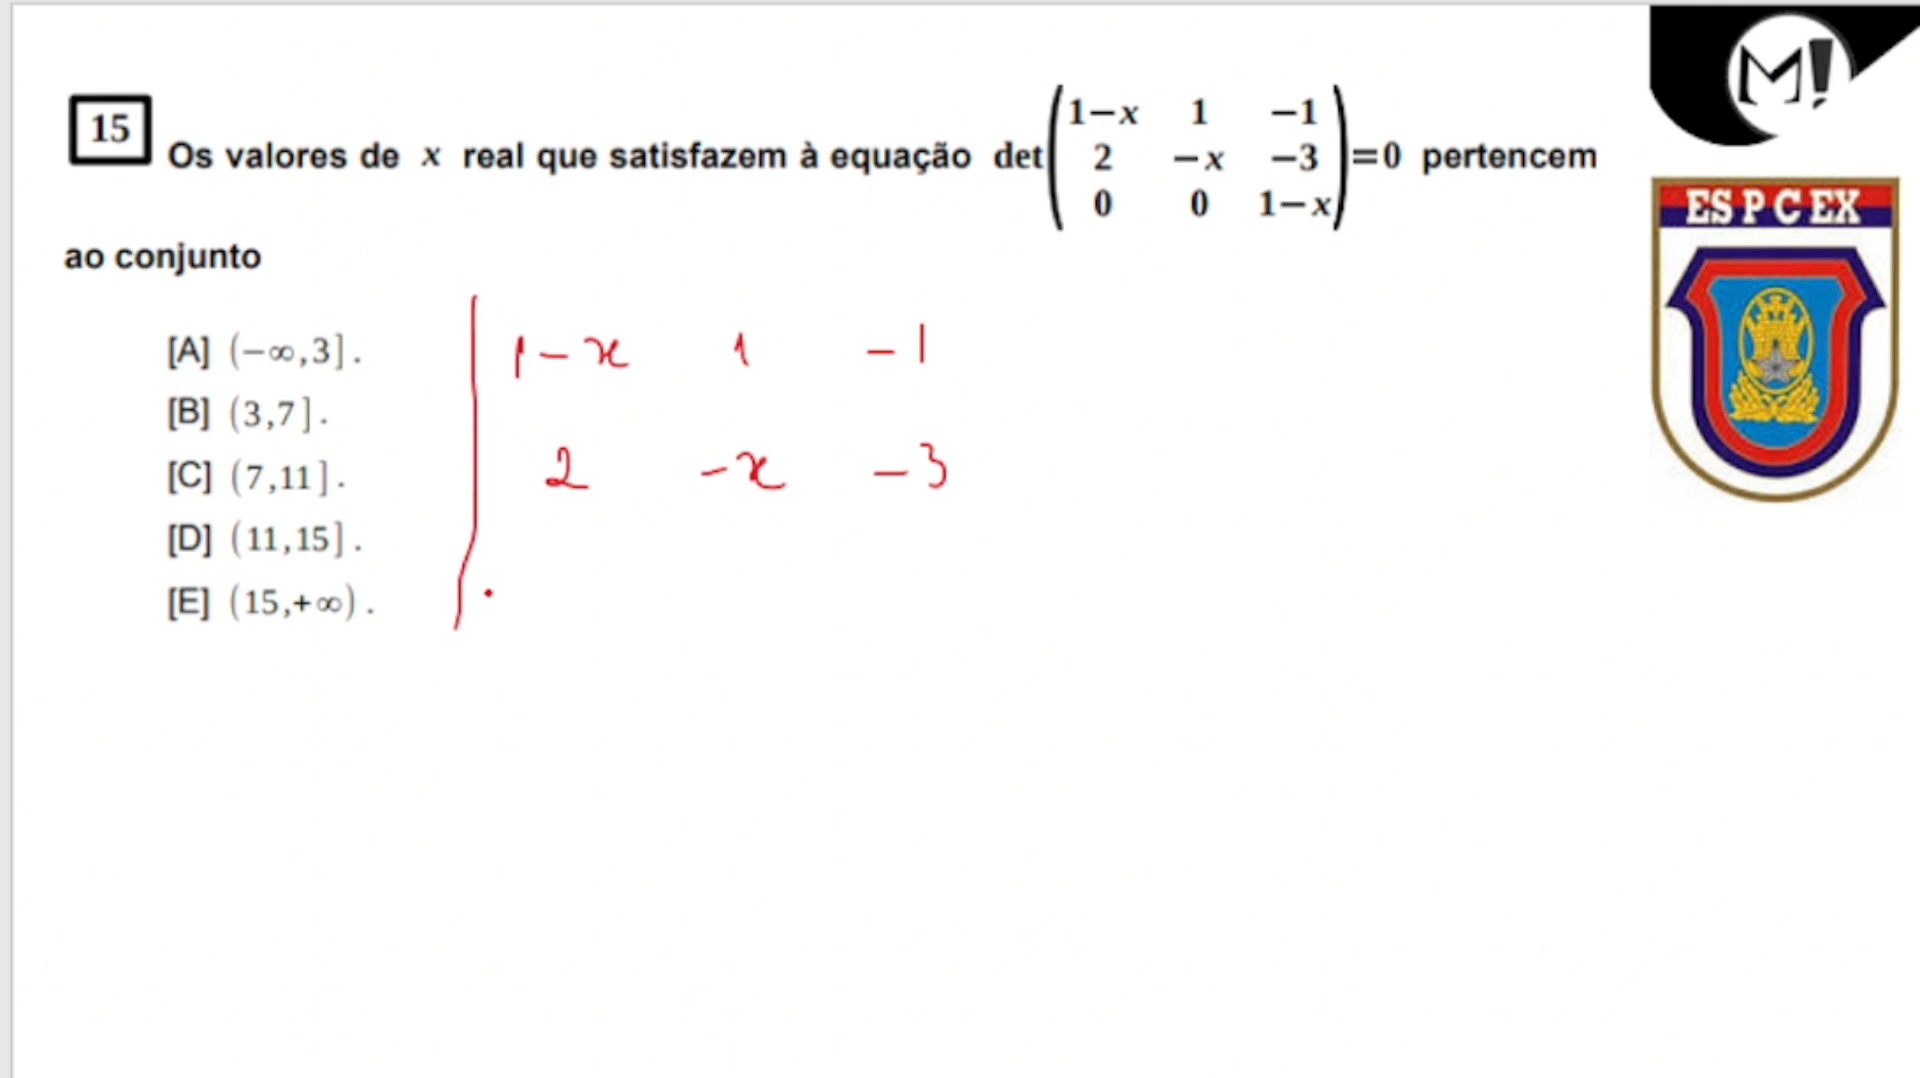 15
Os valores de x real que satisfazem à equação det(1−x 1 −1
2 −x −3
0 0 1−x)=0 pertencem
ao conjunto
[A] (−∞,3].
[B] (3,7].
[C] (7,11].
[D] (11,15].
[E] (15,+∞).
1−x 1 −1
2 −x −3
M!
ESPCEX